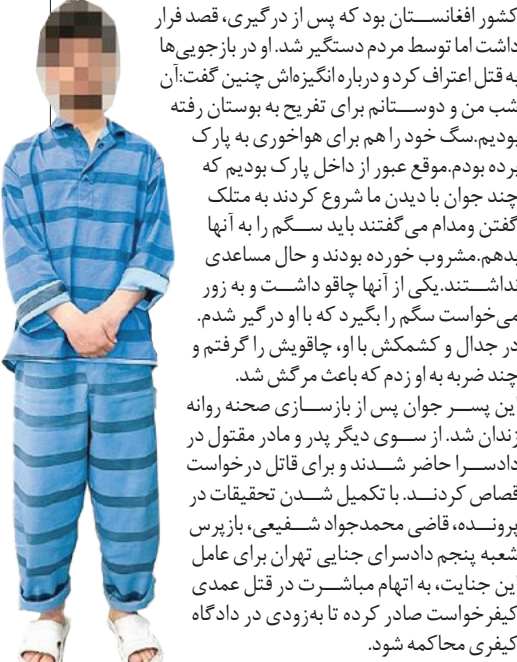 کشور افغانستان بود که پس از درگیری، قصد فرار
داشت اما توسط مردم دستگیر شد. او در بازجویی‌ها
به قتل اعتراف کرد و درباره انگیزه‌اش چنین گفت:آن
شب من و دوستانم برای تفریح به بوستان رفته
بودیم.سگ خود را هم برای هواخوری به پارک
برده بودم.موقع عبور از داخل پارک بودیم که
چند جوان با دیدن ما شروع کردند به متلک
گفتن ومدام می‌گفتند باید سگم را به آنها
بدهم.مشروب خورده بودند و حال مساعدی
نداشتند.یکی از آنها چاقو داشت و به زور
می‌خواست سگم را بگیرد که با او درگیر شدم.
در جدال و کشمکش با او، چاقویش را گرفتم و
چند ضربه به او زدم که باعث مرگش شد.
این پسر جوان پس از بازسازی صحنه روانه
زندان شد. از سوی دیگر پدر و مادر مقتول در
دادسرا حاضر شدند و برای قاتل درخواست
قصاص کردند. با تکمیل شدن تحقیقات در
پرونده، قاضی محمدجواد شفیعی، بازپرس
شعبه پنجم دادسرای جنایی تهران برای عامل
این جنایت، به اتهام مباشرت در قتل عمدی
کیفرخواست صادر کرده تا به‌زودی در دادگاه
کیفری محاکمه شود.